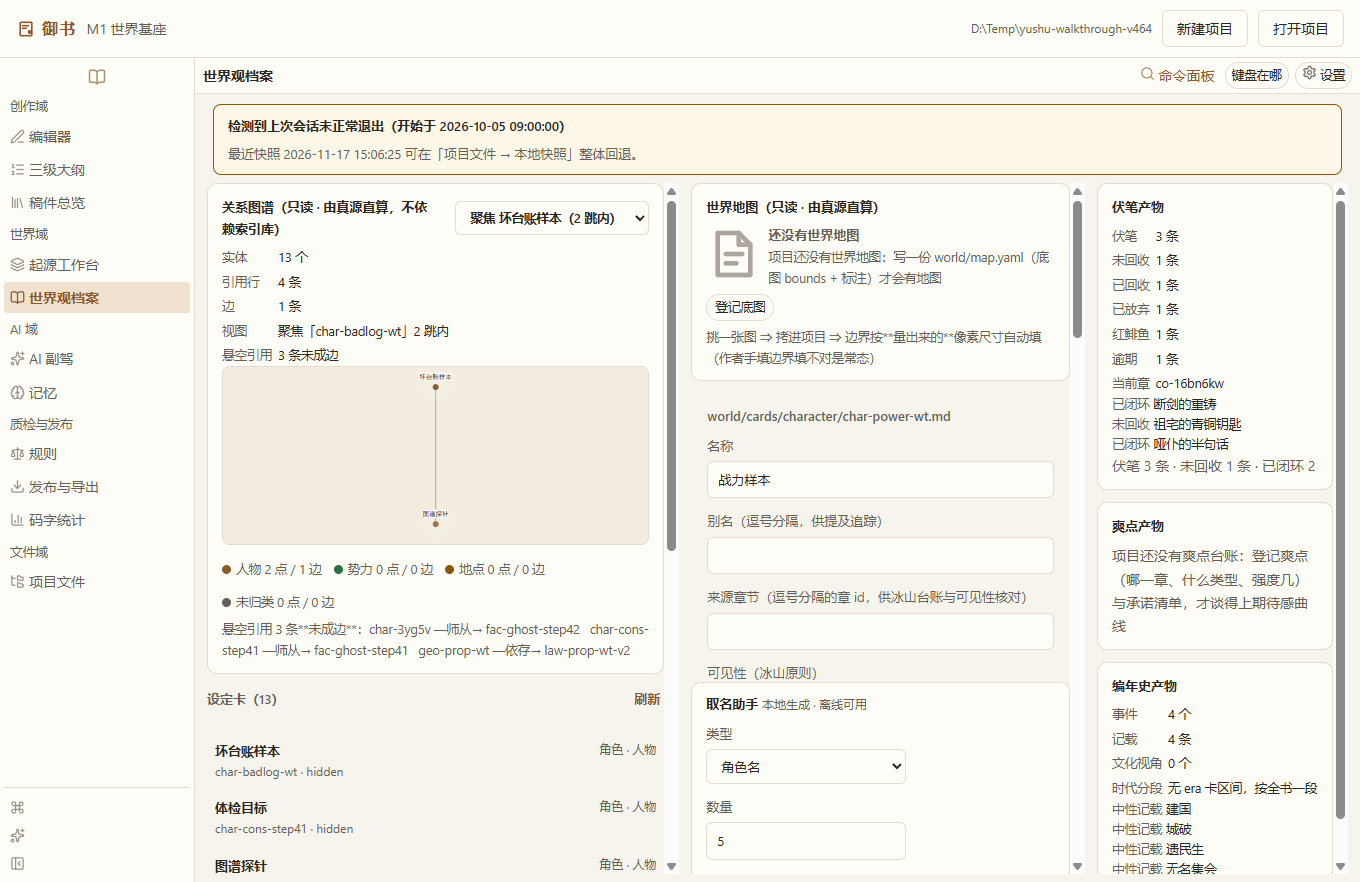 御书 M1 世界基座
D:\Temp\yushu-walkthrough-v464 新建项目 打开项目
世界观档案
命令面板 键盘在哪 设置
创作域
编辑器
三级大纲
稿件总览
世界域
起源工作台
世界观档案
AI 域
AI 副驾
记忆
质检与发布
规则
发布与导出
码字统计
文件域
项目文件
检测到上次会话未正常退出（开始于 2026-10-05 09:00:00）
最近快照 2026-11-17 15:06:25 可在「项目文件 → 本地快照」整体回退。
关系图谱（只读 · 由真源直算，不依
赖索引库）
聚焦 坏台账样本（2 跳内）
实体 13 个
引用行 4 条
边 1 条
视图 聚焦「char-badlog-wt」2 跳内
悬空引用 3 条未成边
坏台账样本
图谱探针
人物 2 点 / 1 边 势力 0 点 / 0 边 地点 0 点 / 0 边
未归类 0 点 / 0 边
悬空引用 3 条**未成边**：char-3yg5v —师从→ fac-ghost-step42 char-cons-
step41 —师从→ fac-ghost-step41 geo-prop-wt —依存→ law-prop-wt-v2
设定卡（13） 刷新
坏台账样本 角色 · 人物
char-badlog-wt · hidden
体检目标 角色 · 人物
char-cons-step41 · hidden
图谱探针 角色 · 人物
世界地图（只读 · 由真源直算）
还没有世界地图
项目还没有世界地图：写一份 world/map.yaml（底
图 bounds + 标注）才会有地图
登记底图
挑一张图 ⇒ 拷进项目 ⇒ 边界按**量出来的**像素尺寸自动填
（作者手填边界填不对是常态）
world/cards/character/char-power-wt.md
名称
战力样本
别名（逗号分隔，供提及追踪）
来源章节（逗号分隔的章 id，供冰山台账与可见性核对）
可见性（冰山原则）
取名助手 本地生成 · 离线可用
类型
角色名
数量
5
伏笔产物
伏笔 3 条
未回收 1 条
已回收 1 条
已放弃 1 条
红鲱鱼 1 条
逾期 1 条
当前章 co-16bn6kw
已闭环 断剑的重铸
未回收 祖宅的青铜钥匙
已闭环 哑仆的半句话
伏笔 3 条 · 未回收 1 条 · 已闭环 2
爽点产物
项目还没有爽点台账：登记爽点
（哪一章、什么类型、强度几）
与承诺清单，才谈得上期待感曲
线
编年史产物
事件 4 个
记载 4 条
文化视角 0 个
时代分段 无 era 卡区间，按全书一段
中性记载 建国
中性记载 城破
中性记载 遗民生
中性记载 无名集会